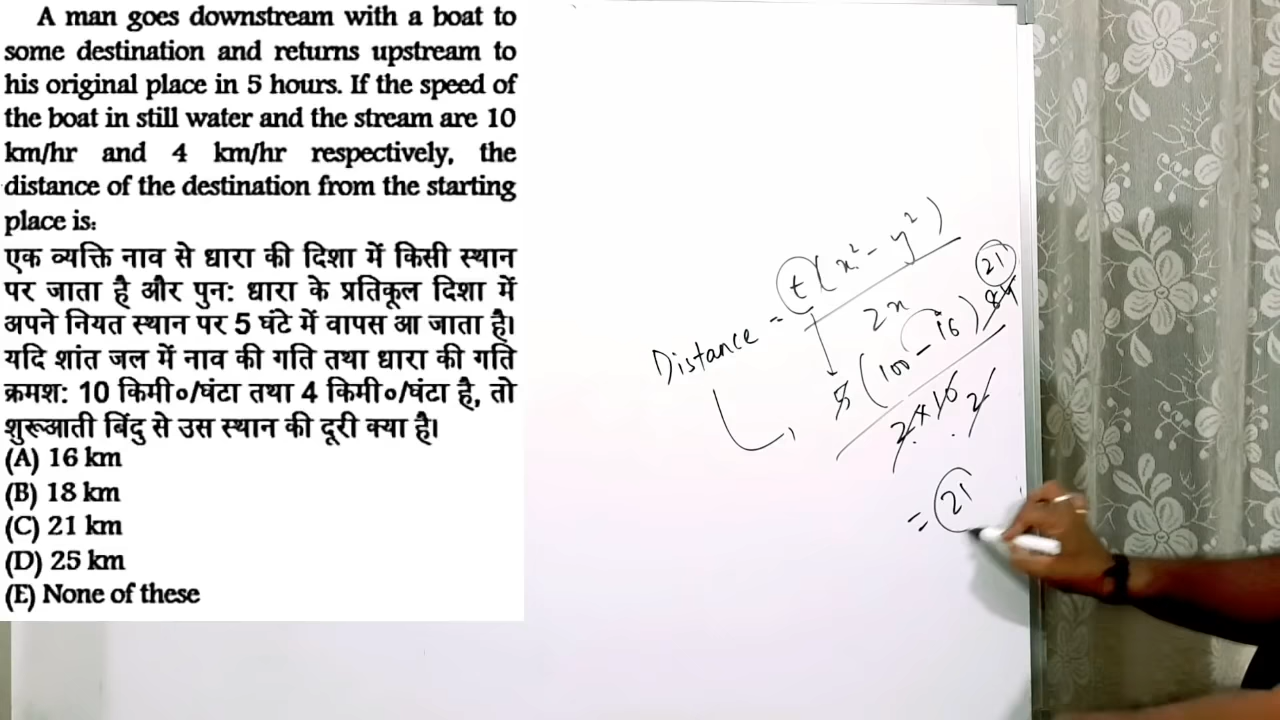 A man goes downstream with a boat to
some destination and returns upstream to
his original place in 5 hours. If the speed of
the boat in still water and the stream are 10
km/hr and 4 km/hr respectively, the
distance of the destination from the starting
place is:
एक व्यक्ति नाव से धारा की दिशा में किसी स्थान
पर जाता है और पुन: धारा के प्रतिकूल दिशा में
अपने नियत स्थान पर 5 घंटे में वापस आ जाता है।
यदि शांत जल में नाव की गति तथा धारा की गति
क्रमश: 10 किमी०/घंटा तथा 4 किमी०/घंटा है, तो
शुरूआती बिंदु से उस स्थान की दूरी क्या है।
(A) 16 km
(B) 18 km
(C) 21 km
(D) 25 km
(E) None of these
Distance = t(x² - y²)
2x
5(100 - 16) 84 21
2 × 10 2
= 21